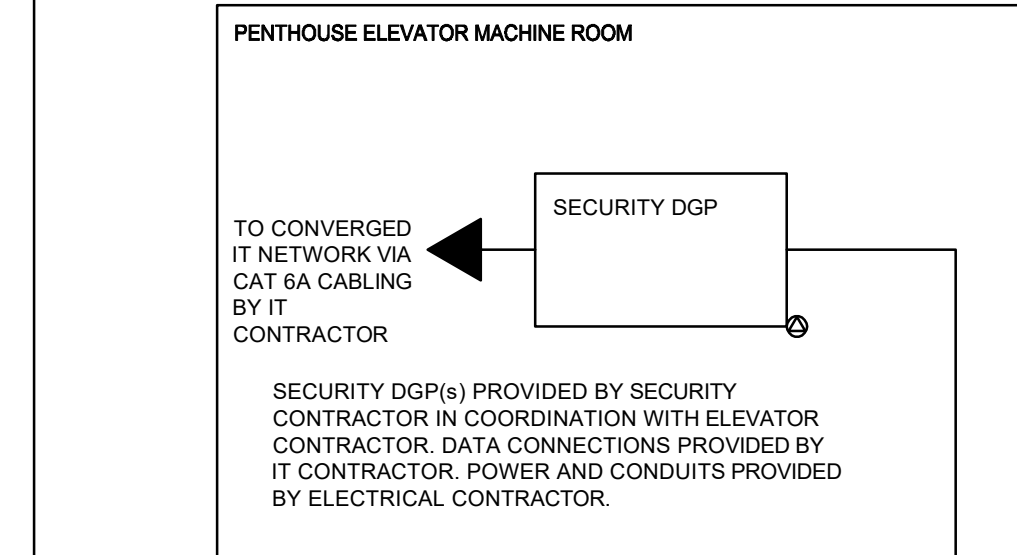 PENTHOUSE ELEVATOR MACHINE ROOM
SECURITY DGP
TO CONVERGED
IT NETWORK VIA
CAT 6A CABLING
BY IT
CONTRACTOR
SECURITY DGP(s) PROVIDED BY SECURITY
CONTRACTOR IN COORDINATION WITH ELEVATOR
CONTRACTOR. DATA CONNECTIONS PROVIDED BY
IT CONTRACTOR. POWER AND CONDUITS PROVIDED
BY ELECTRICAL CONTRACTOR.